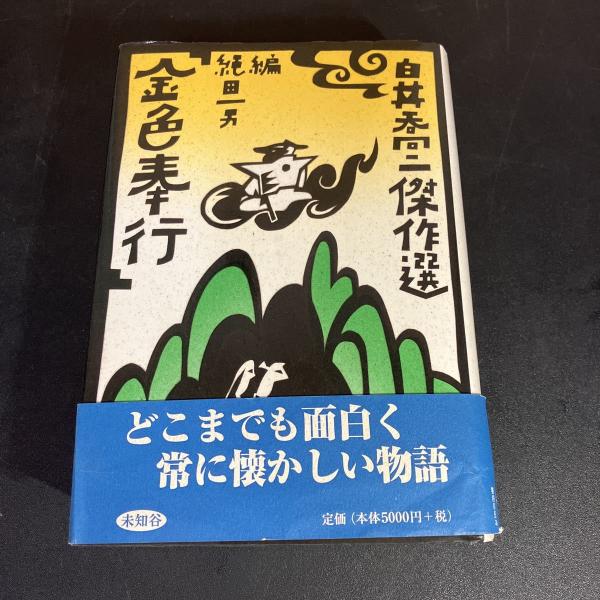 白井喬二傑作選
編
縄田一男
「金色奉行」
どこまでも面白く
常に懐かしい物語
未知谷
定価（本体5000円＋税）